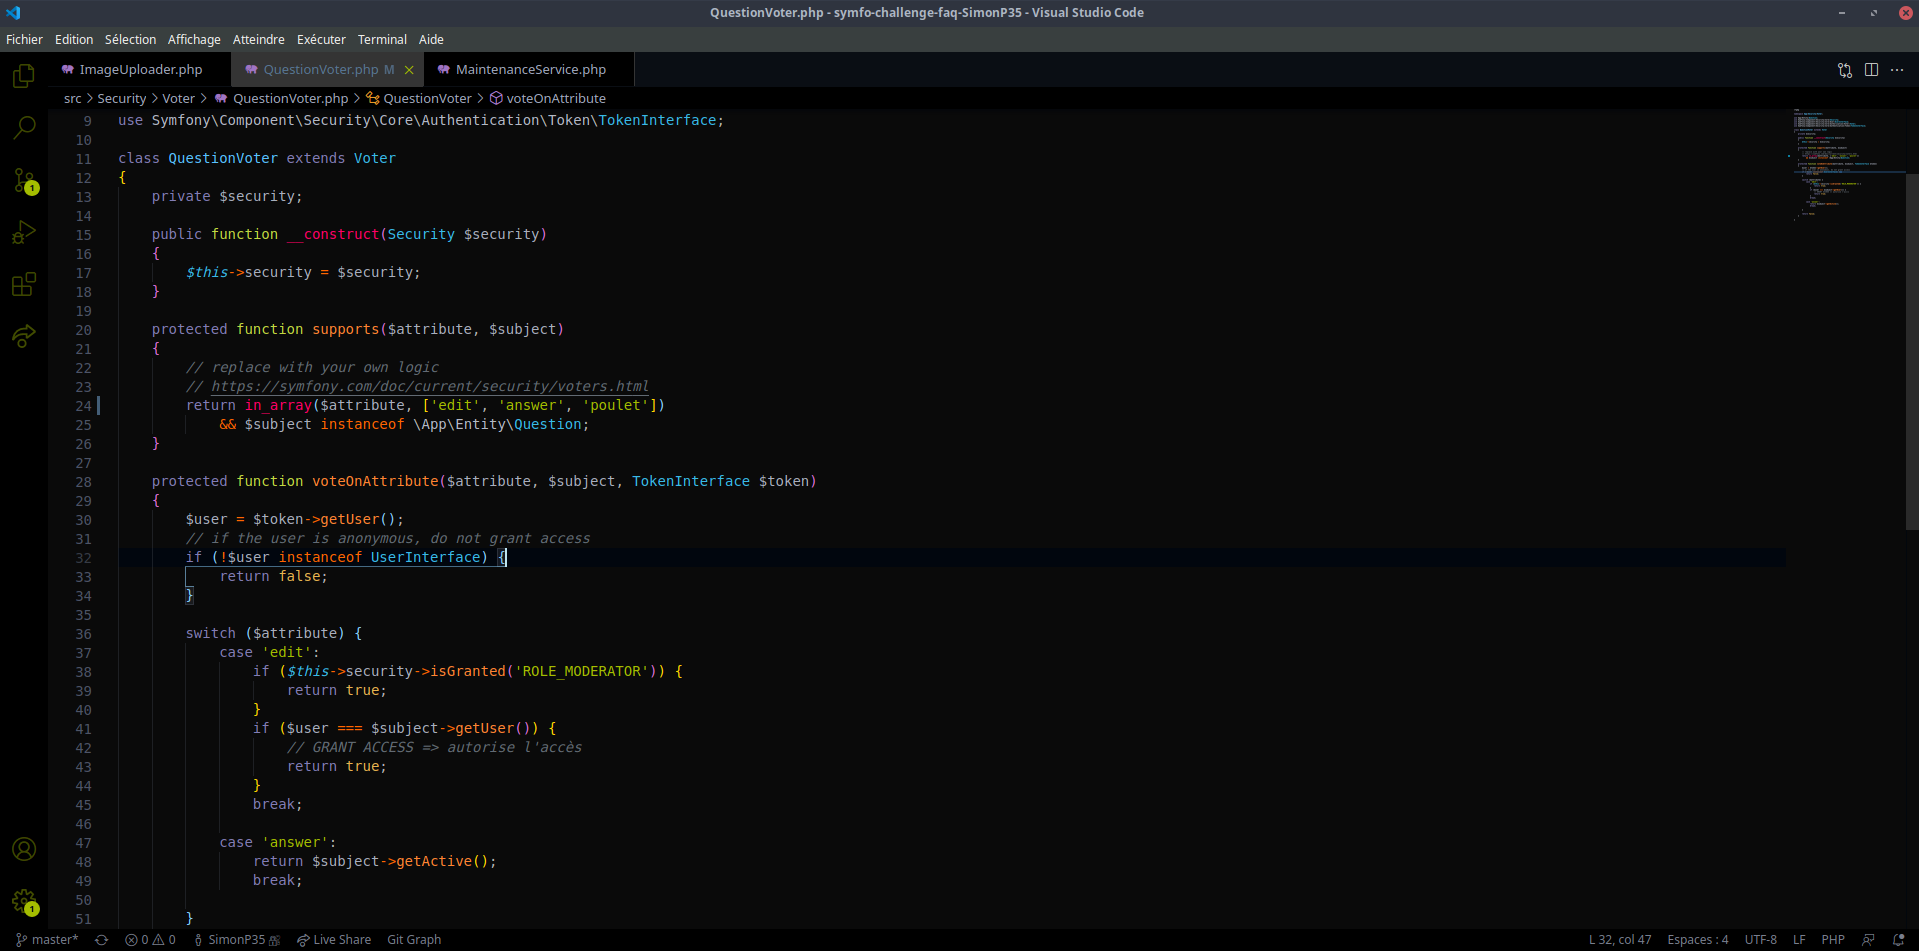 QuestionVoter.php - symfo-challenge-faq-SimonP35 - Visual Studio Code
Fichier Edition Sélection Affichage Atteindre Exécuter Terminal Aide
ImageUploader.php QuestionVoter.php M MaintenanceService.php
src > Security > Voter > QuestionVoter.php > QuestionVoter > voteOnAttribute
9 use Symfony\Component\Security\Core\Authentication\Token\TokenInterface;
10
11 class QuestionVoter extends Voter
12 {
13     private $security;
14
15     public function __construct(Security $security)
16     {
17         $this->security = $security;
18     }
19
20     protected function supports($attribute, $subject)
21     {
22         // replace with your own logic
23         // https://symfony.com/doc/current/security/voters.html
24         return in_array($attribute, ['edit', 'answer', 'poulet'])
25             && $subject instanceof \App\Entity\Question;
26     }
27
28     protected function voteOnAttribute($attribute, $subject, TokenInterface $token)
29     {
30         $user = $token->getUser();
31         // if the user is anonymous, do not grant access
32         if (!$user instanceof UserInterface) {
33             return false;
34         }
35
36         switch ($attribute) {
37             case 'edit':
38                 if ($this->security->isGranted('ROLE_MODERATOR')) {
39                     return true;
40                 }
41                 if ($user === $subject->getUser()) {
42                     // GRANT ACCESS => autorise l'accès
43                     return true;
44                 }
45                 break;
46
47             case 'answer':
48                 return $subject->getActive();
49                 break;
50
51         }
1
1
master* 0 0 SimonP35 Live Share Git Graph L 32, col 47 Espaces : 4 UTF-8 LF PHP